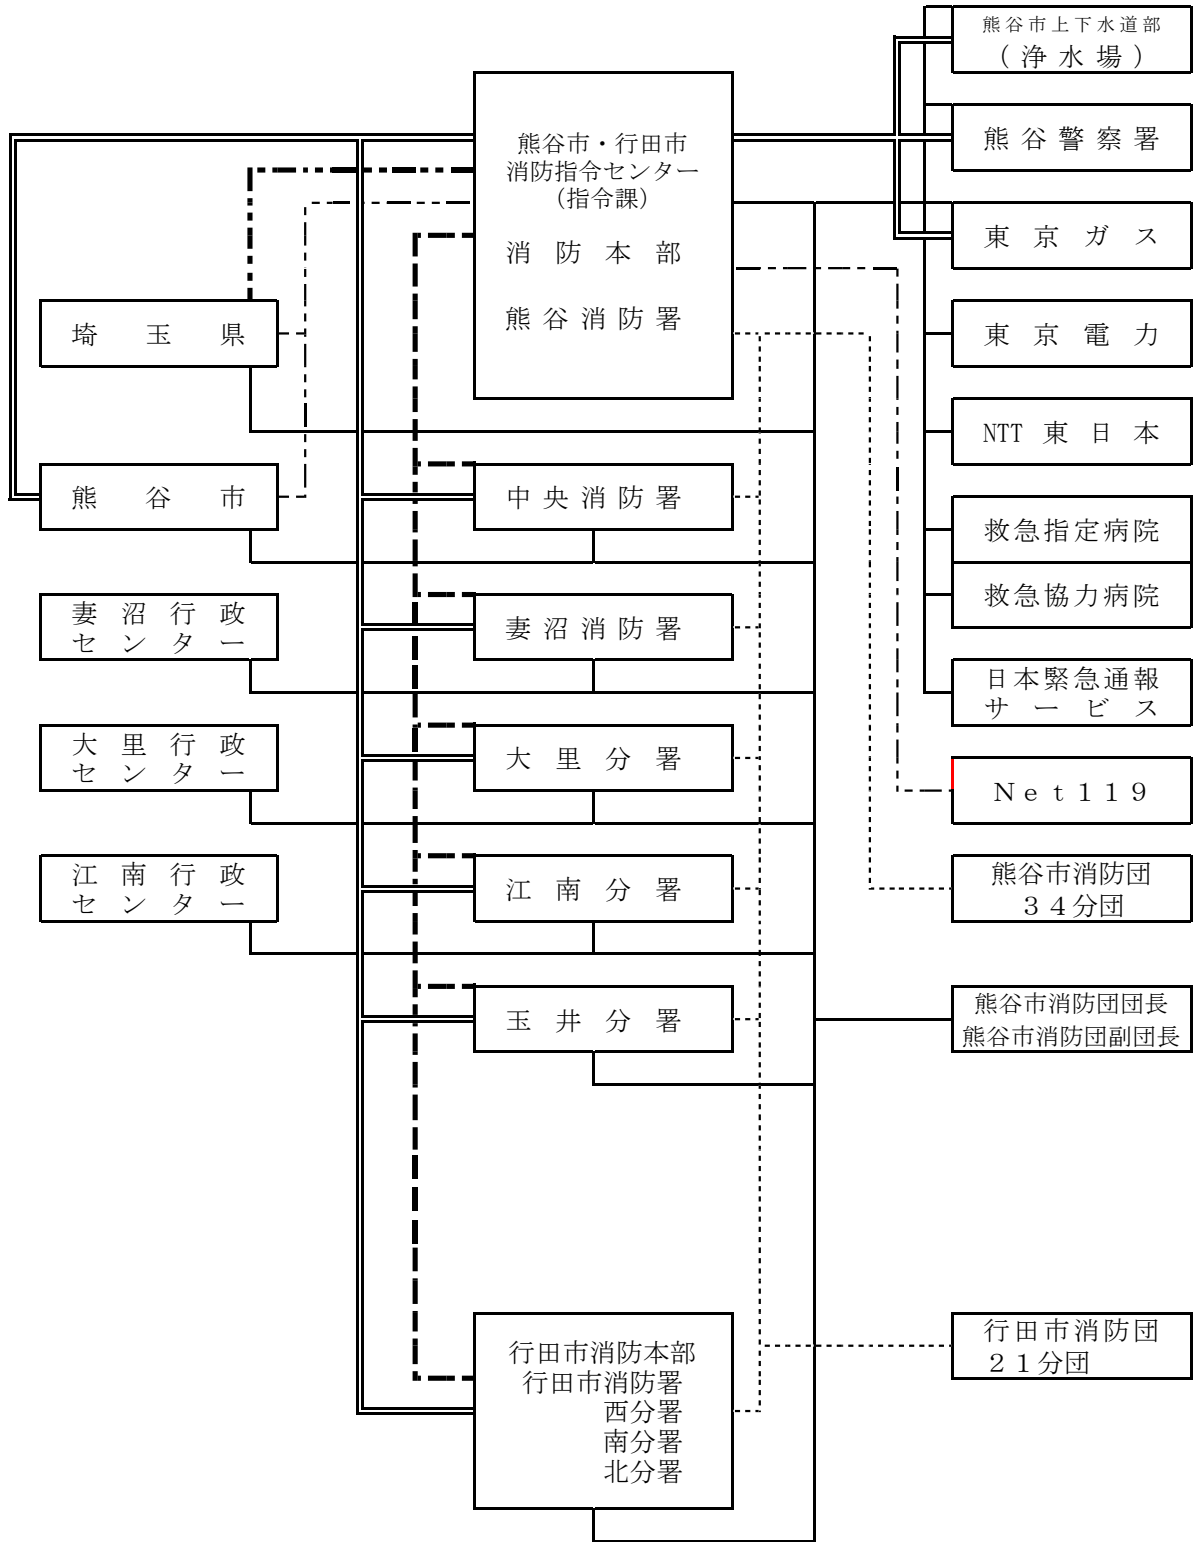 熊谷市上下水道部
(浄水場)
熊谷市・行田市
消防指令センター
(指令課)
消防本部
熊谷消防署
熊谷警察署
東京ガス
埼玉県
東京電力
NTT東日本
熊谷市
中央消防署
救急指定病院
救急協力病院
妻沼行政
センター
妻沼消防署
日本緊急通報
サービス
大里行政
センター
大里分署
Ｎｅｔ１１９
江南行政
センター
江南分署
熊谷市消防団
３４分団
玉井分署
熊谷市消防団団長
熊谷市消防団副団長
行田市消防本部
行田市消防署
西分署
南分署
北分署
行田市消防団
２１分団